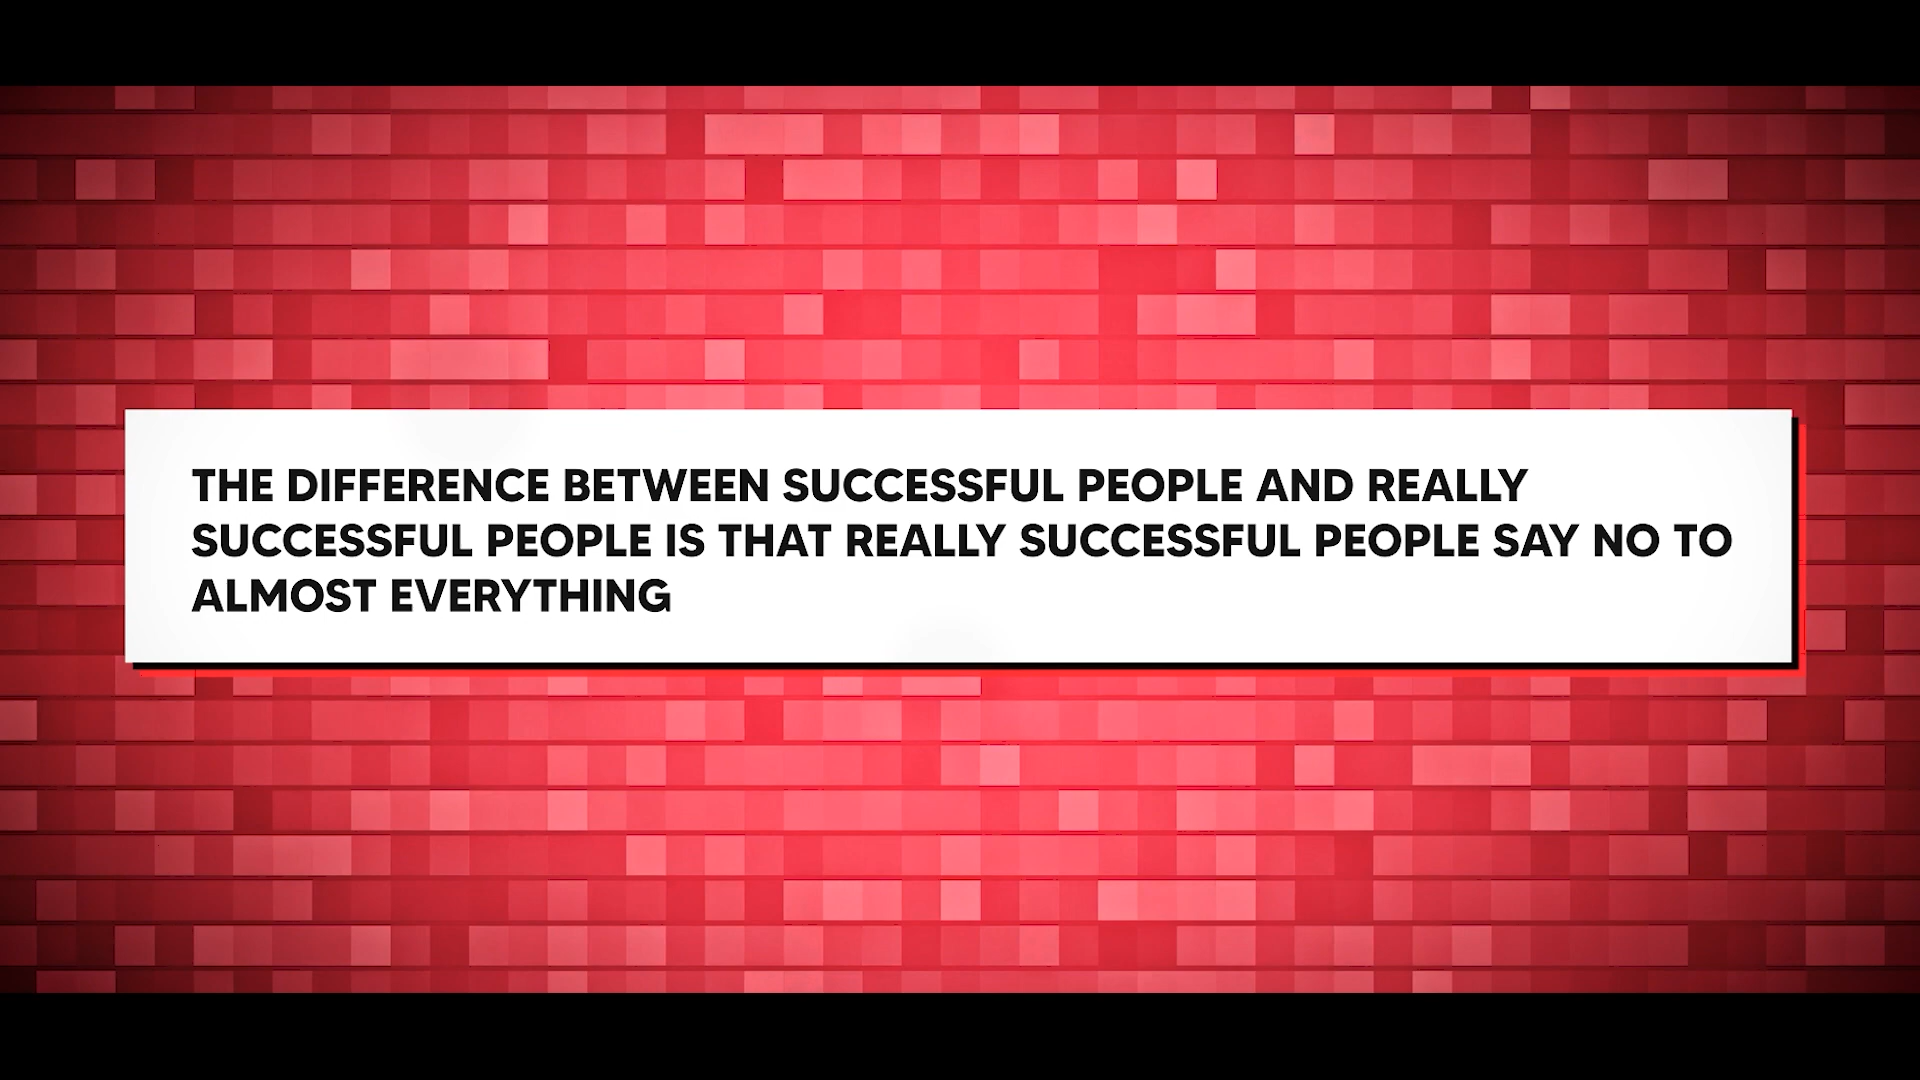 THE DIFFERENCE BETWEEN SUCCESSFUL PEOPLE AND REALLY
SUCCESSFUL PEOPLE IS THAT REALLY SUCCESSFUL PEOPLE SAY NO TO
ALMOST EVERYTHING